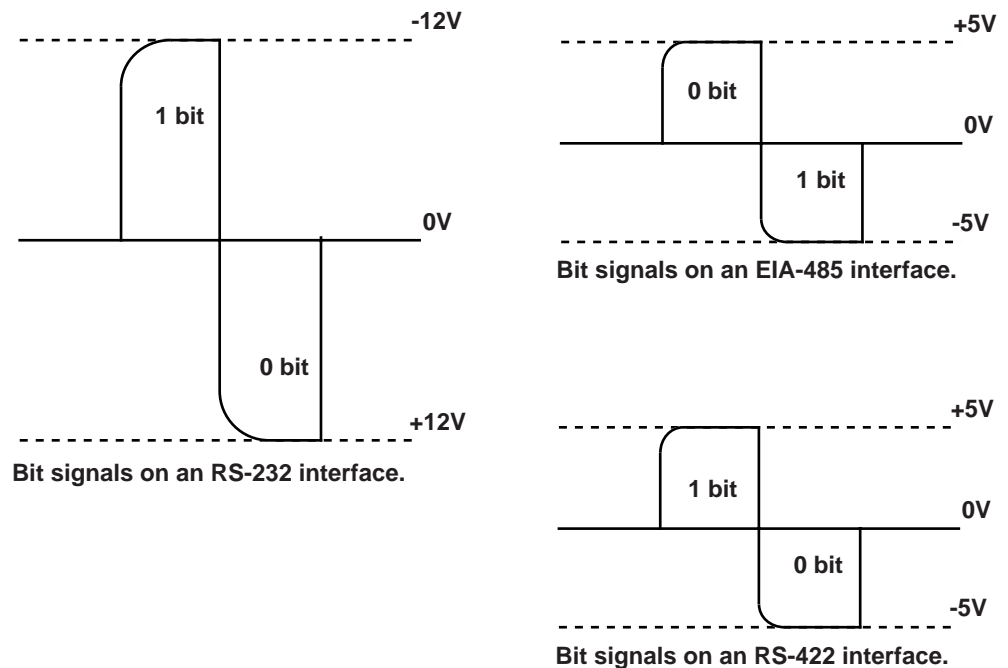 -12V
1 bit
0V
0 bit
+12V
Bit signals on an RS-232 interface.
+5V
0 bit
0V
1 bit
-5V
Bit signals on an EIA-485 interface.
+5V
1 bit
0V
0 bit
-5V
Bit signals on an RS-422 interface.